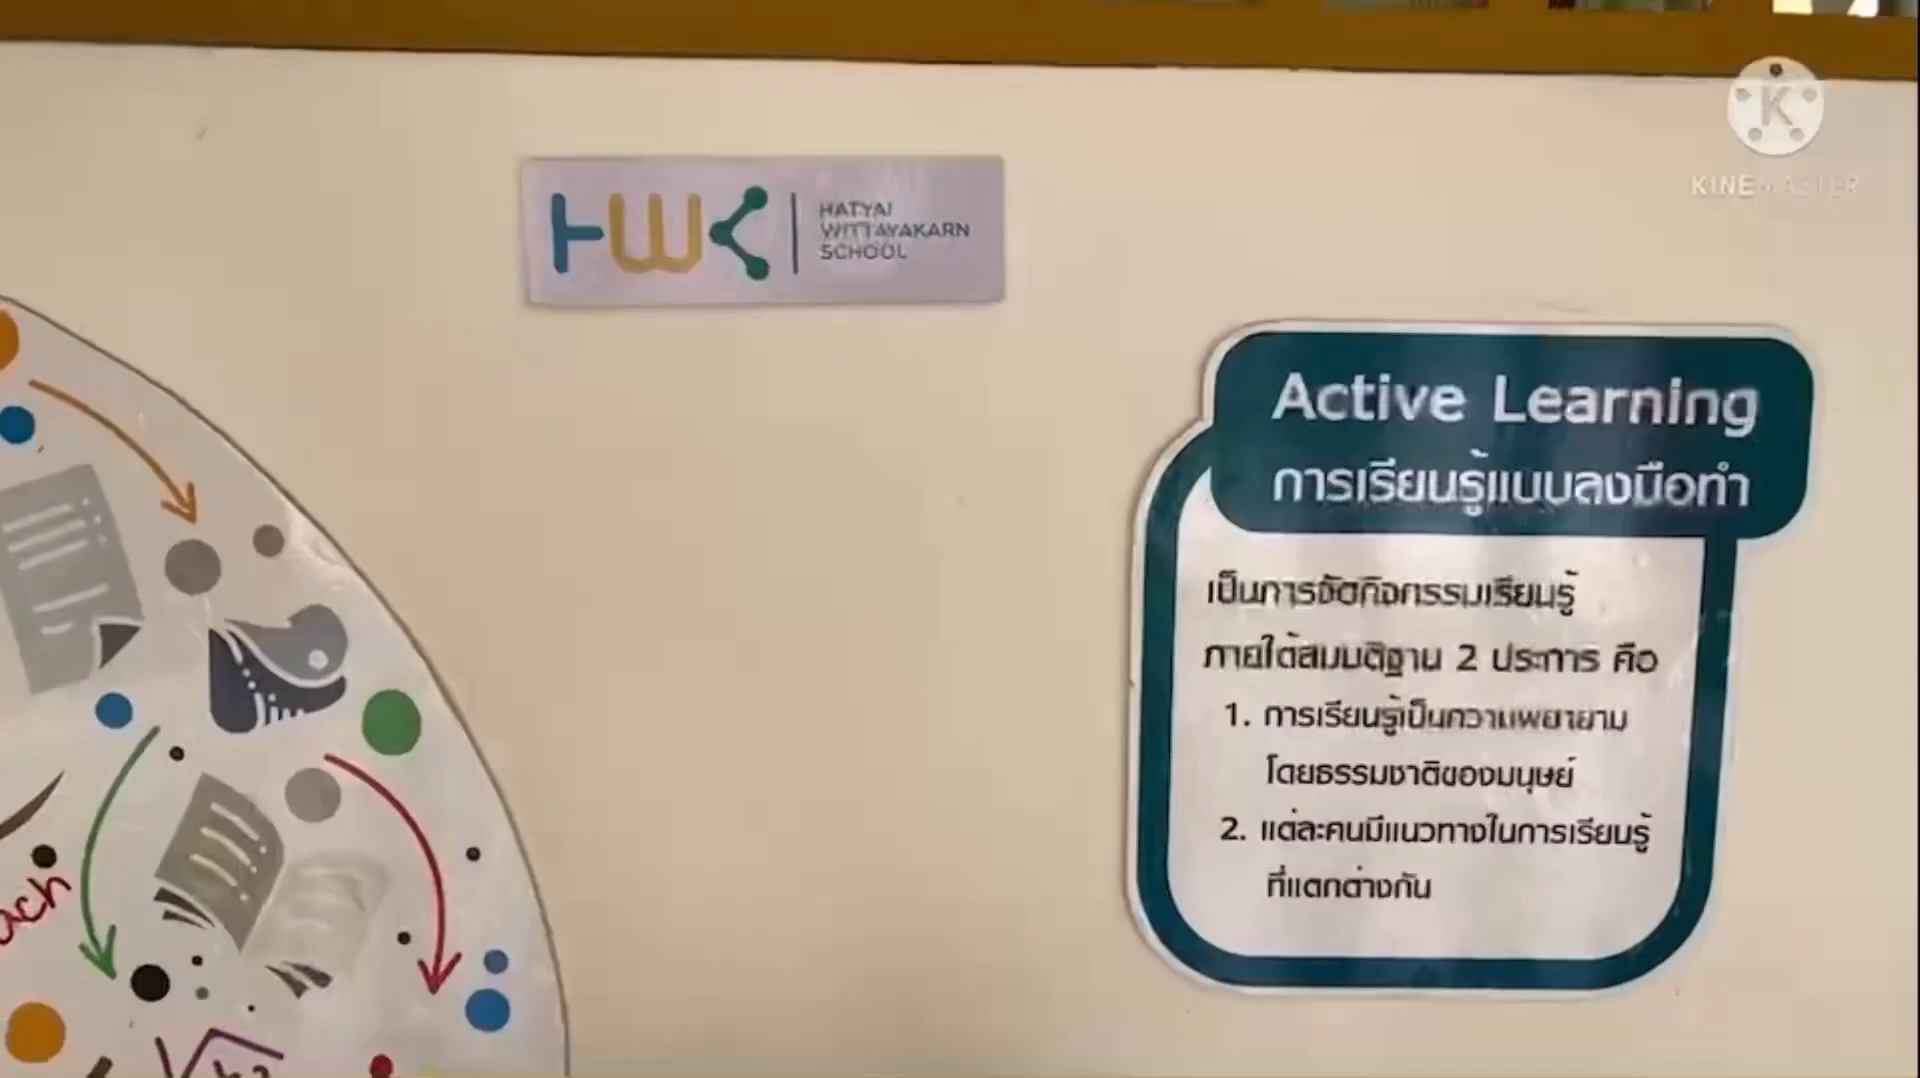 KINEMASTER
HWK
HATYAI
WITTAYAKARN
SCHOOL
Active Learning
การเรียนรู้แบบลงมือทำ
เป็นการจัดกิจกรรมเรียนรู้
ภายใต้สมมติฐาน 2 ประการ คือ
1. การเรียนรู้เป็นความพยายาม
โดยธรรมชาติของมนุษย์
2. แต่ละคนมีแนวทางในการเรียนรู้
ที่แตกต่างกัน